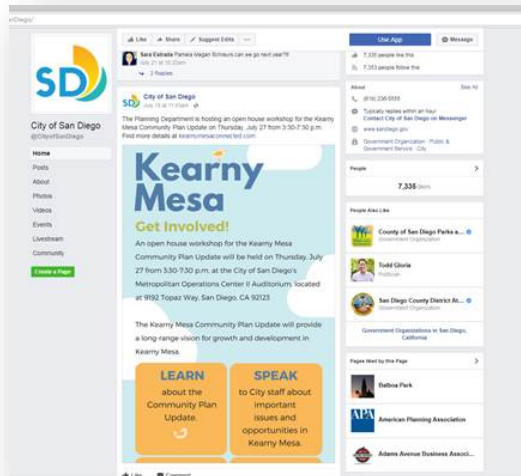 Diego/
Like Share Suggest Edits
Use App
Message
SD
City of San Diego
@CityofSanDiego
Home
Posts
About
Photos
Videos
Events
Livestream
Community
Create a Page
Sara Estrada Pamela Megan Schreurs can we go next year?!!
July 21 at 10:22am
2 Replies
City of San Diego
The Planning Department is hosting an open house workshop for the Kearny
Mesa Community Plan Update on Thursday, July 27 from 3:30-7:30 p.m.
Find more details at kearnymesaconnected.com
Kearny
Mesa
Get Involved!
An open house workshop for the Kearny Mesa
Community Plan Update will be held on Thursday, July
27 from 3:30-7:30 p.m. at the City of San Diego's
Metropolitan Operations Center II Auditorium, located
at 9192 Topaz Way, San Diego, CA 92123
The Kearny Mesa Community Plan Update will provide
a long-range vision for growth and development in
Kearny Mesa.
LEARN
about the
Community Plan
Update.
SPEAK
to City staff about
important
issues and
opportunities in
Kearny Mesa.
Like Comment
7,335 people like this
7,353 people follow this
About See All
(619) 236-5555
Typically replies within an hour
Contact City of San Diego on Messenger
www.sandiego.gov
Government Organization · Public &
Government Service · City
People
7,335 likes
People Also Like
County of San Diego Parks a...
Government Organization
Todd Gloria
Politician
San Diego County District At...
Government Organization
Government Organizations in San Diego,
California
Pages liked by this Page
Balboa Park
APA
American Planning Association
Adams Avenue Business Associ...